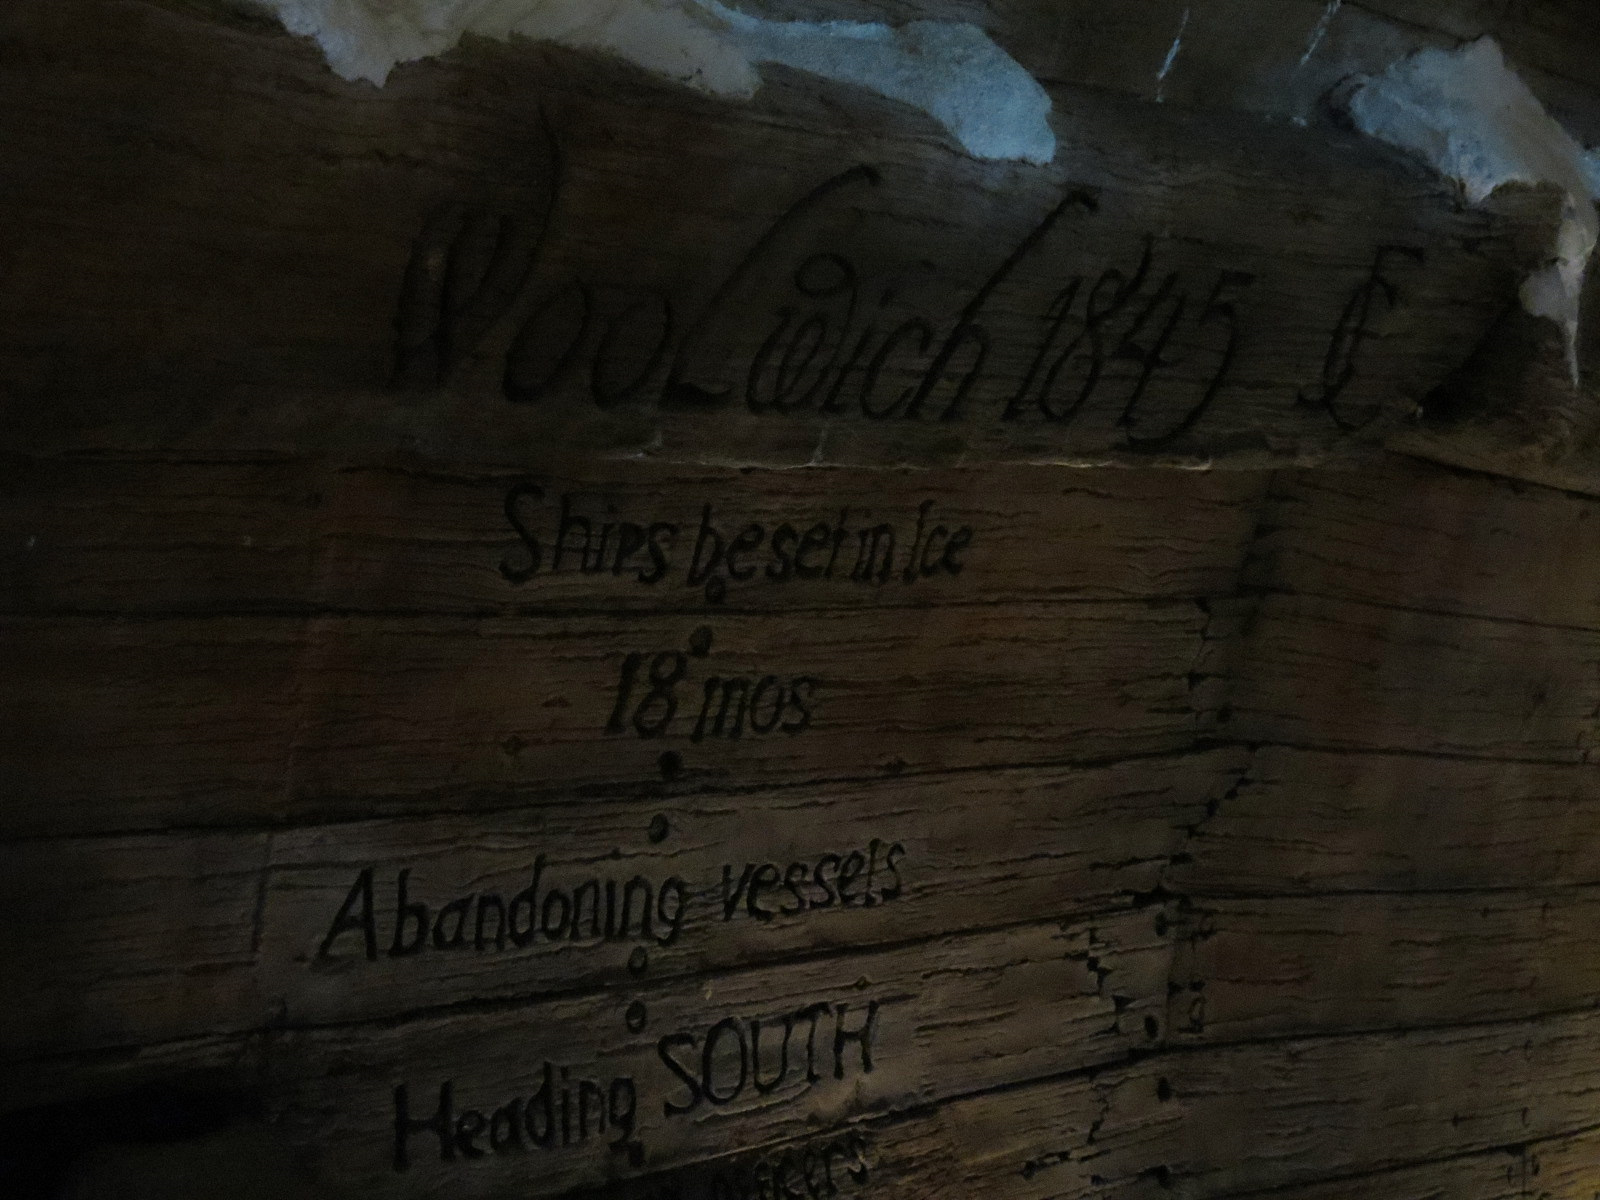 Woolwich 1845
Ships beset in Ice
18 mos
Abandoning vessels
Heading SOUTH